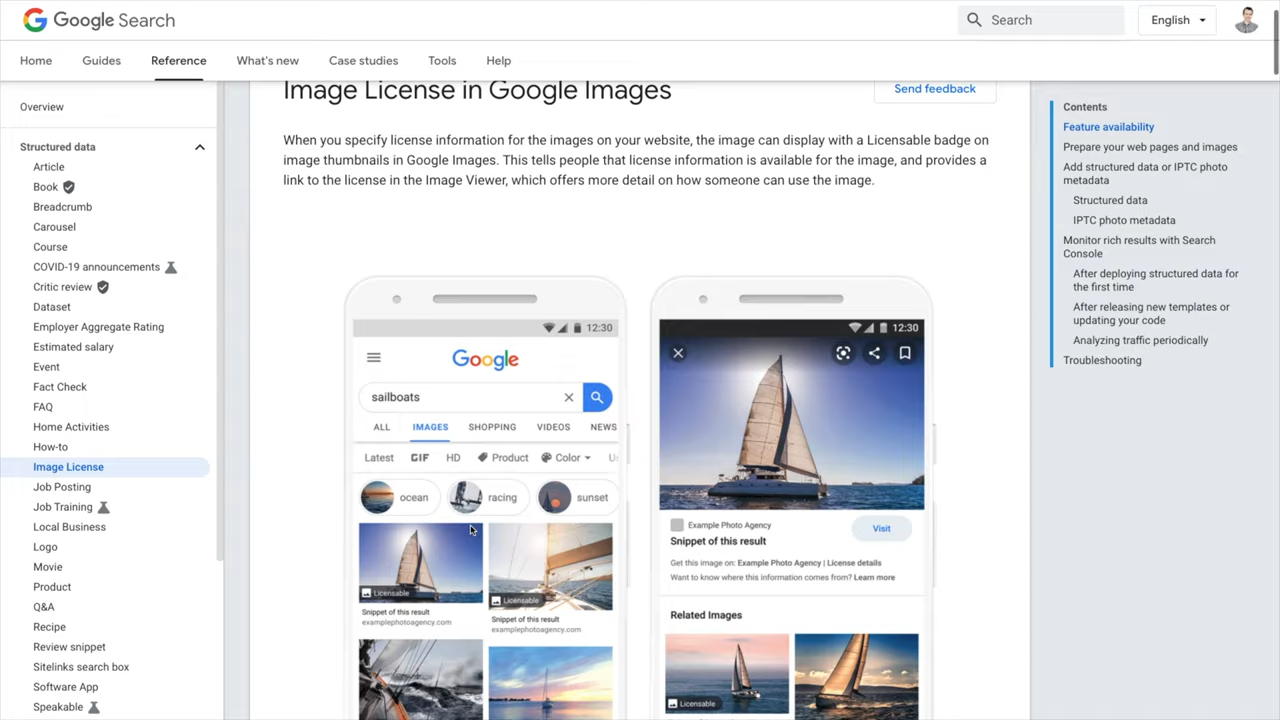 Google Search
Search
English
Home
Guides
Reference
What's new
Case studies
Tools
Help
Overview
Structured data
Article
Book
Breadcrumb
Carousel
Course
COVID-19 announcements
Critic review
Dataset
Employer Aggregate Rating
Estimated salary
Event
Fact Check
FAQ
Home Activities
How-to
Image License
Job Posting
Job Training
Local Business
Logo
Movie
Product
Q&A
Recipe
Review snippet
Sitelinks search box
Software App
Speakable
Image License in Google Images
Send feedback
When you specify license information for the images on your website, the image can display with a Licensable badge on
image thumbnails in Google Images. This tells people that license information is available for the image, and provides a
link to the license in the Image Viewer, which offers more detail on how someone can use the image.
12:30
Google
sailboats
ALL
IMAGES
SHOPPING
VIDEOS
NEWS
Latest
GIF
HD
Product
Color
ocean
racing
sunset
Licensable
Licensable
Snippet of this result
examplephotoagency.com
Snippet of this result
examplephotoagency.com
12:30
Example Photo Agency
Snippet of this result
Visit
Get this image on: Example Photo Agency | License details
Want to know where this information comes from? Learn more
Related Images
Licensable
Contents
Feature availability
Prepare your web pages and images
Add structured data or IPTC photo
metadata
Structured data
IPTC photo metadata
Monitor rich results with Search
Console
After deploying structured data for
the first time
After releasing new templates or
updating your code
Analyzing traffic periodically
Troubleshooting